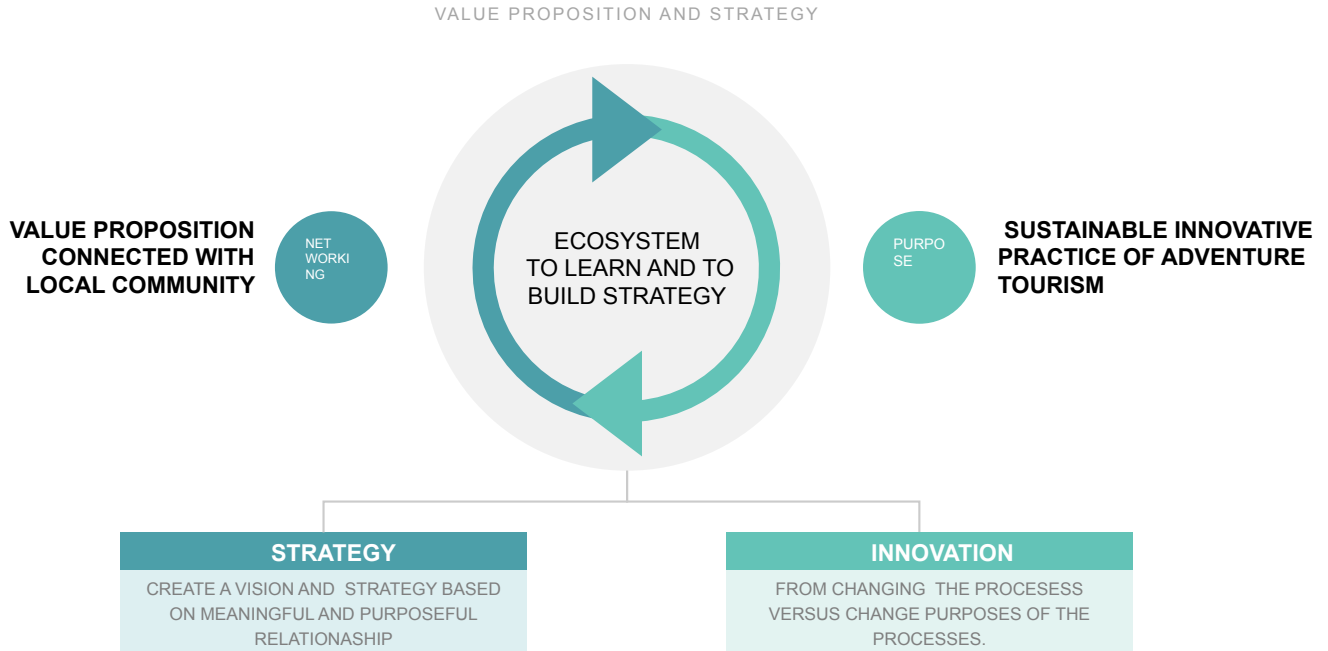 VALUE PROPOSITION AND STRATEGY
VALUE PROPOSITION
CONNECTED WITH
LOCAL COMMUNITY
NET
WORKI
NG
ECOSYSTEM
TO LEARN AND TO
BUILD STRATEGY
PURPO
SE
SUSTAINABLE INNOVATIVE
PRACTICE OF ADVENTURE
TOURISM
STRATEGY
CREATE A VISION AND STRATEGY BASED
ON MEANINGFUL AND PURPOSEFUL
RELATIONASHIP
INNOVATION
FROM CHANGING THE PROCESESS
VERSUS CHANGE PURPOSES OF THE
PROCESSES.